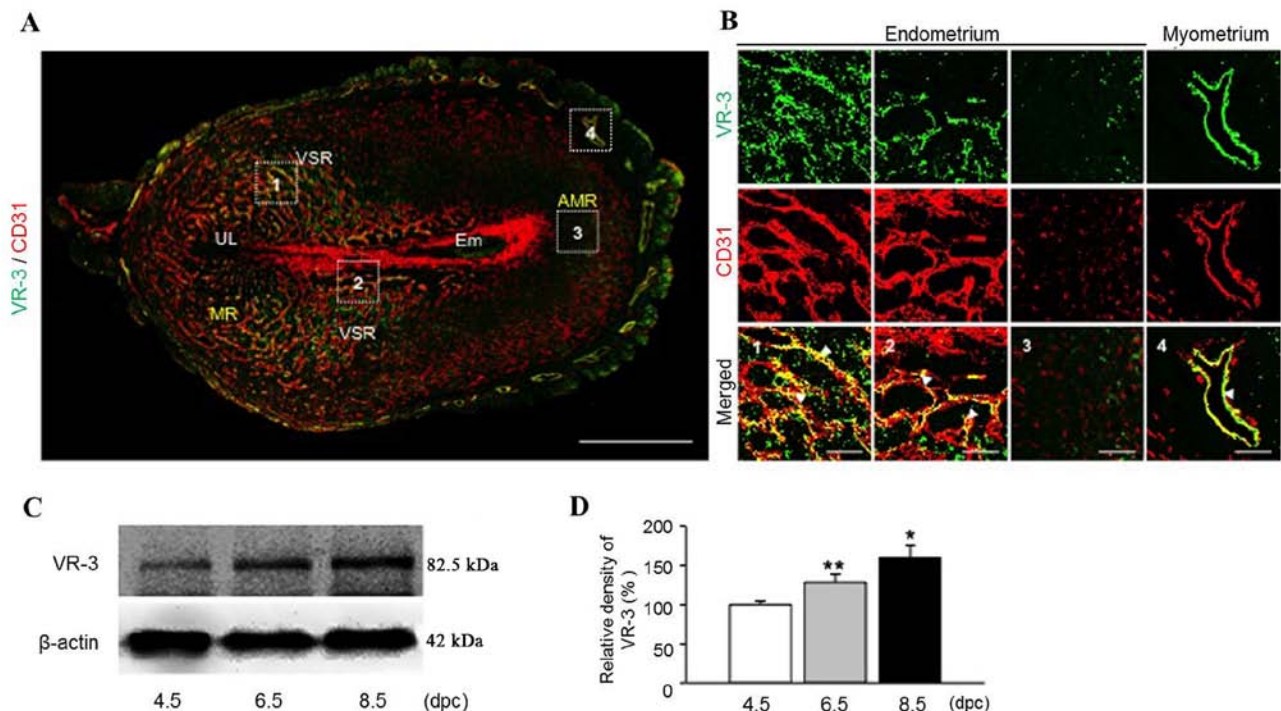 A
VR-3 / CD31
VSR
1
4
AMR
3
UL
Em
2
MR
VSR
B
Endometrium
Myometrium
VR-3
CD31
Merged
1
2
3
4
C
VR-3
82.5 kDa
β-actin
42 kDa
4.5
6.5
8.5
(dpc)
D
Relative density of
VR-3 (%)
200
150
100
50
0
**
*
4.5
6.5
8.5
(dpc)